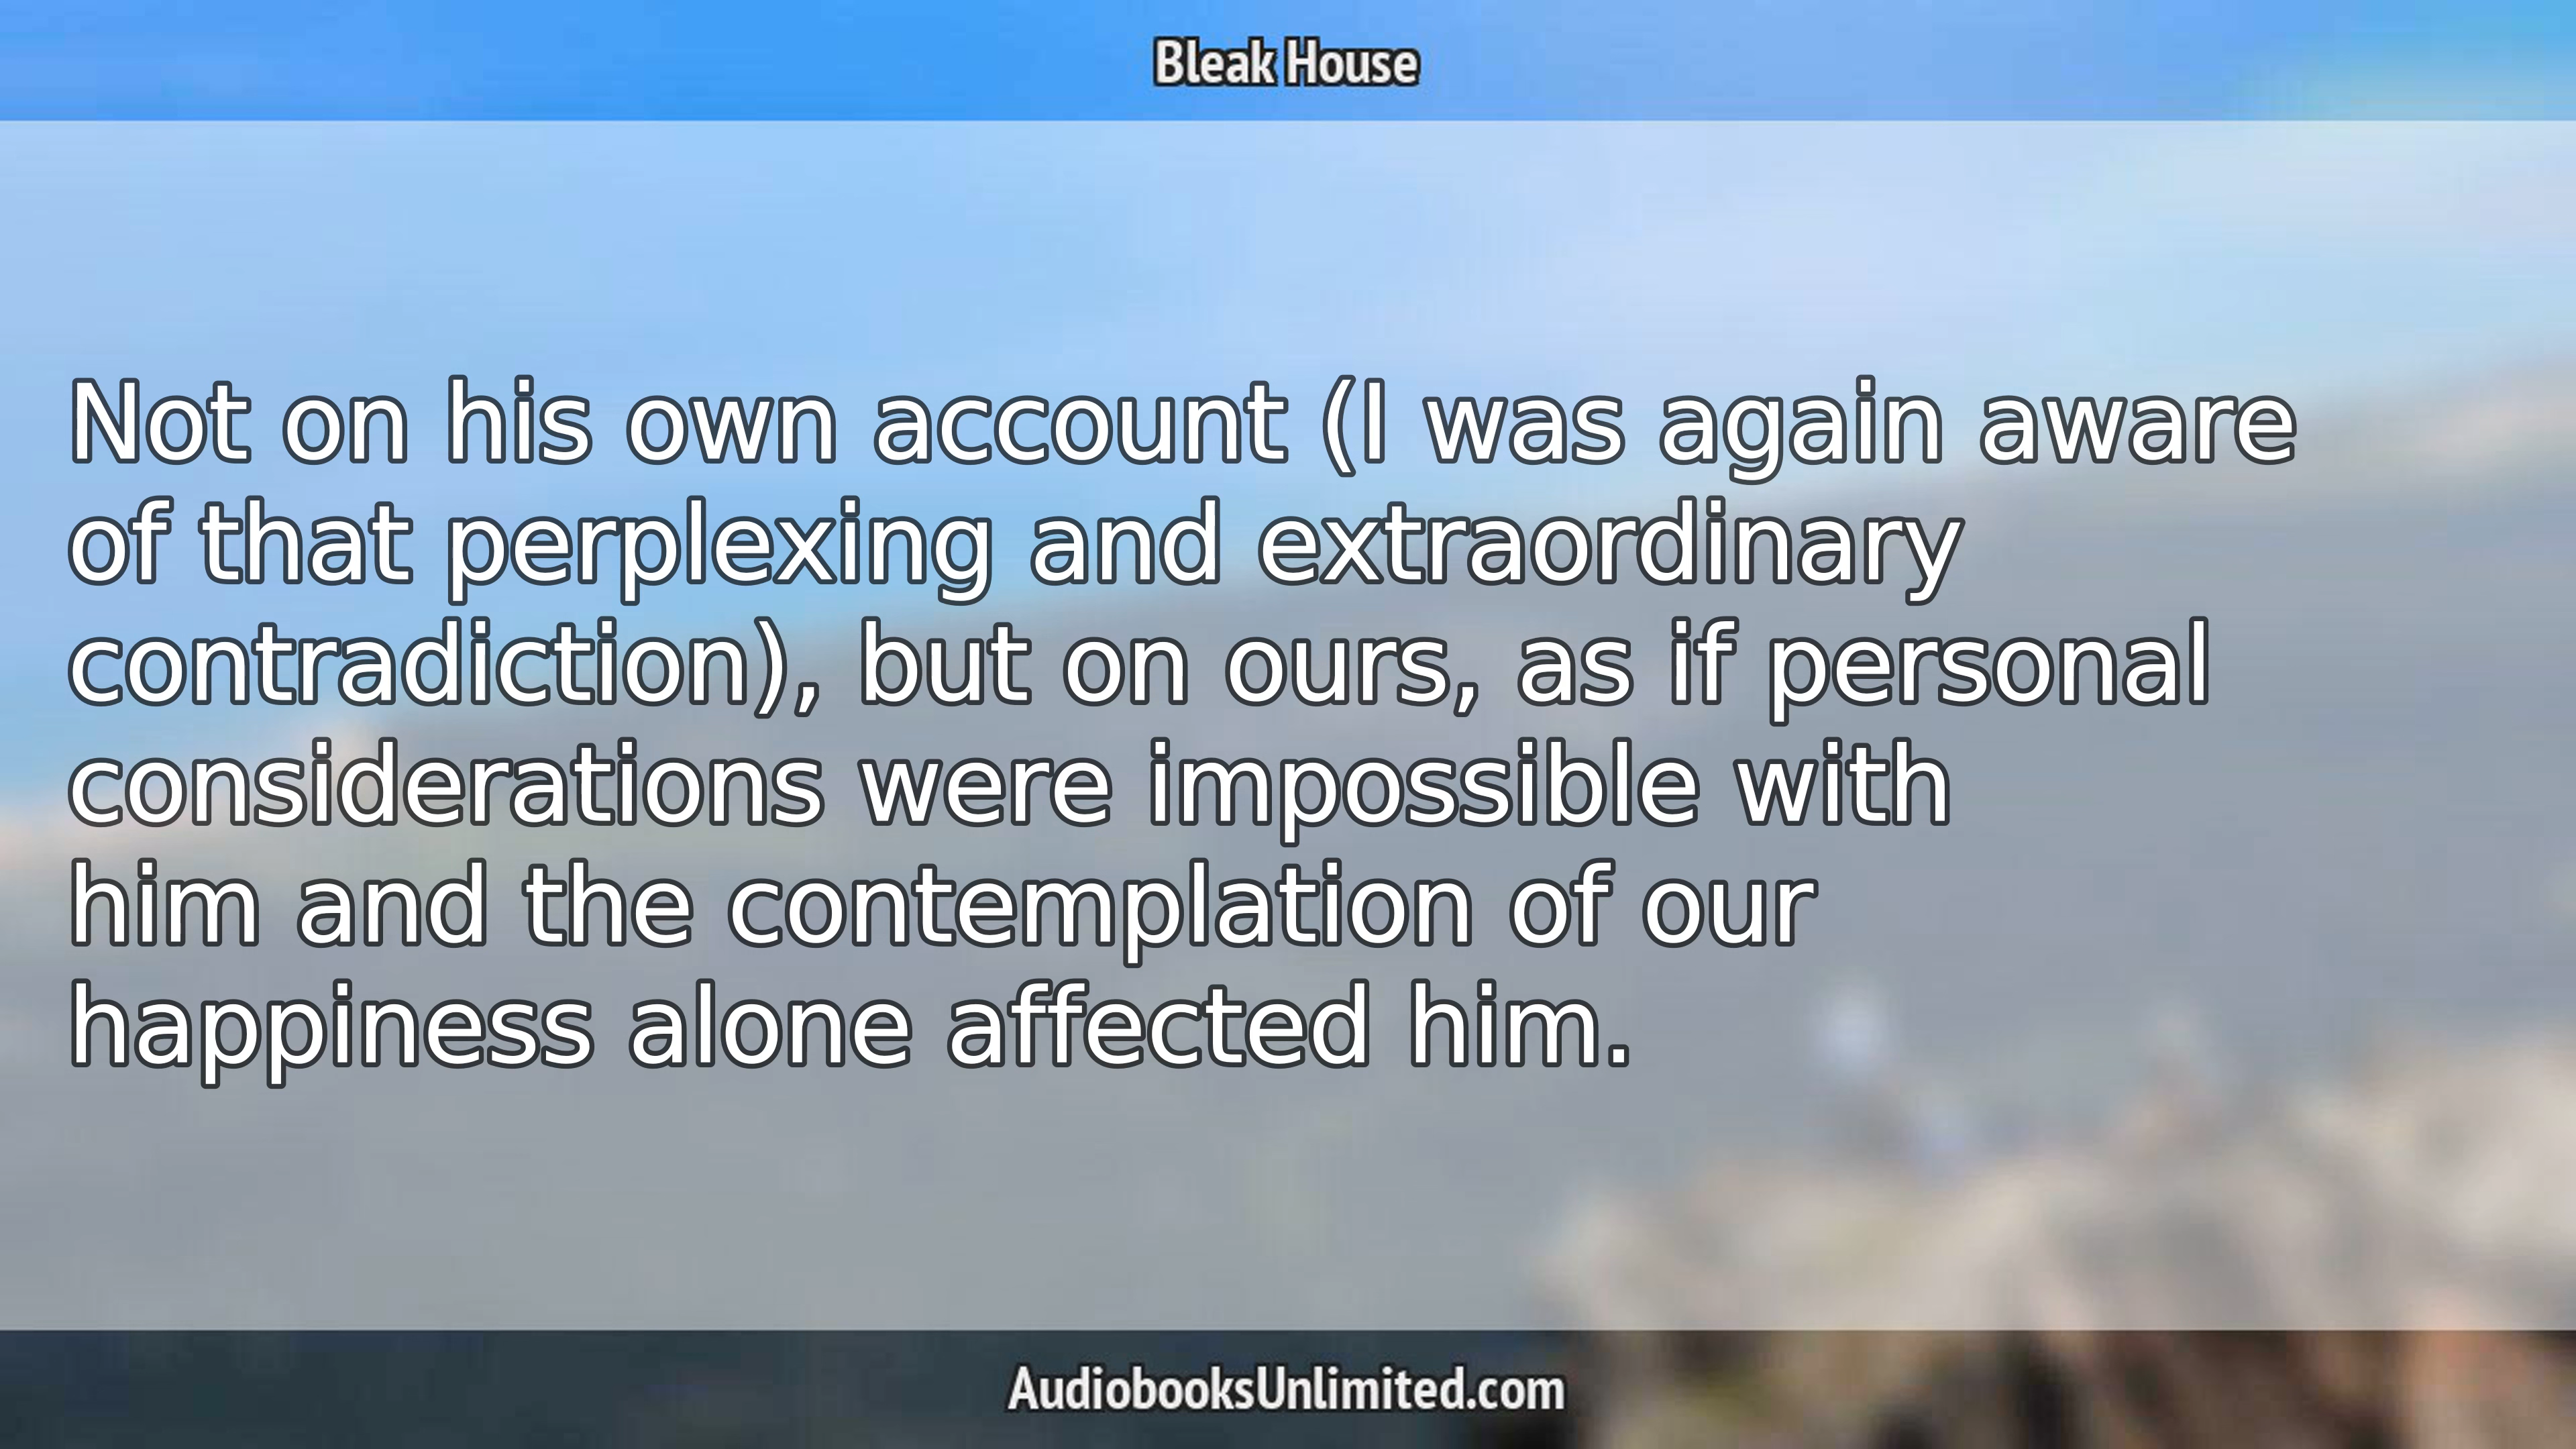 Bleak House
Not on his own account (I was again aware
of that perplexing and extraordinary
contradiction), but on ours, as if personal
considerations were impossible with
him and the contemplation of our
happiness alone affected him.
AudiobooksUnlimited.com